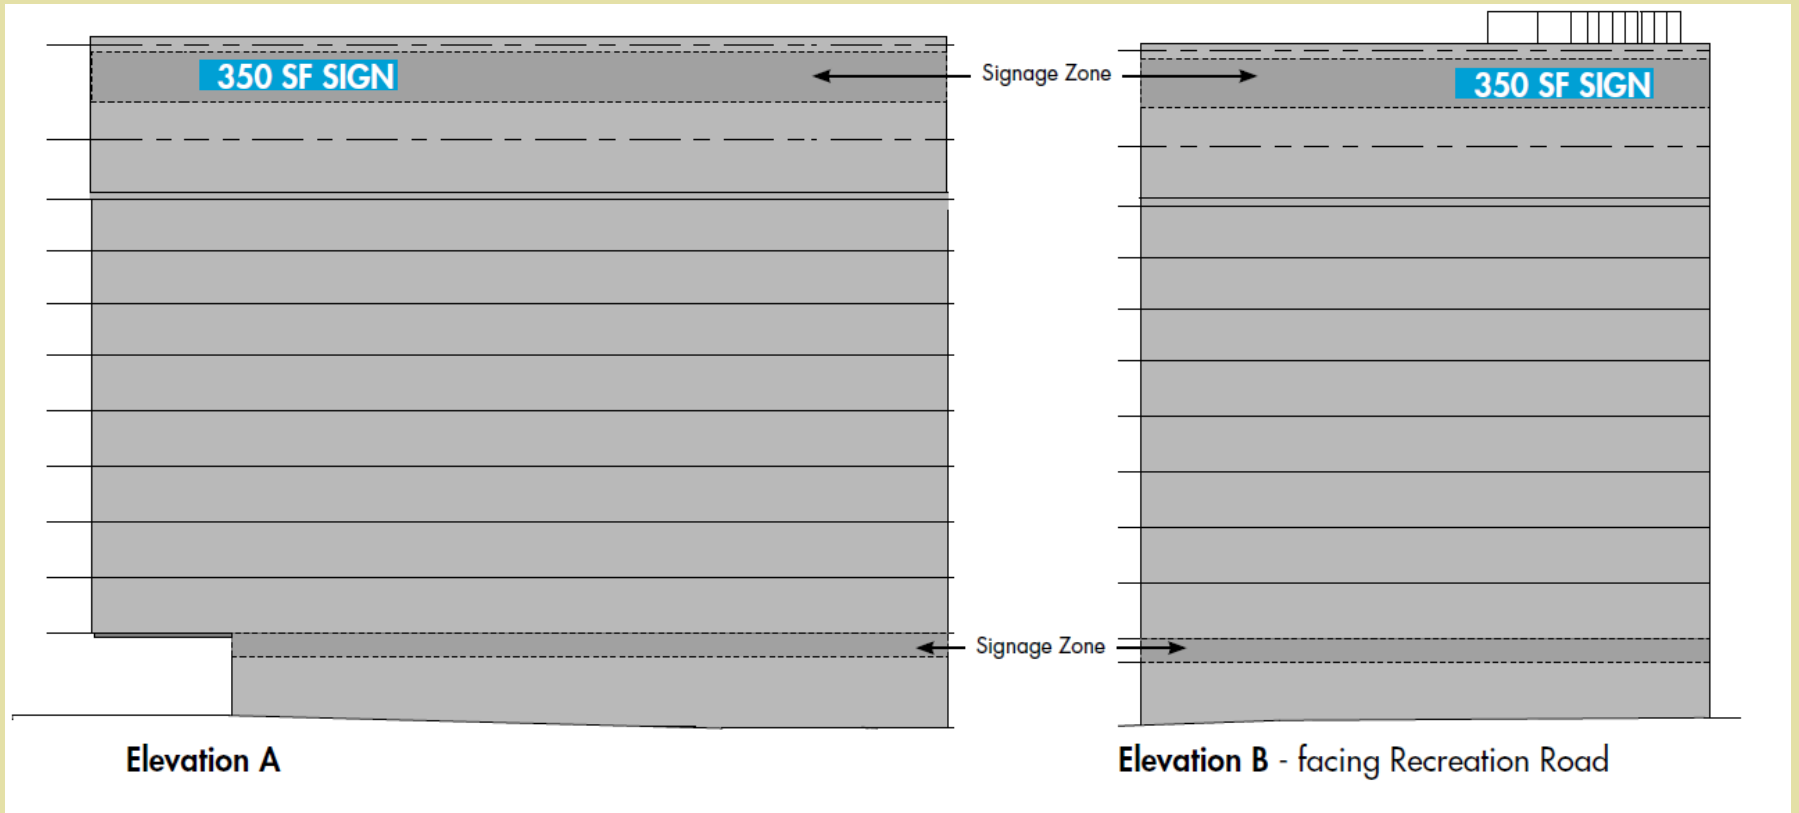 350 SF SIGN
Signage Zone
350 SF SIGN
Signage Zone
Elevation A
Elevation B - facing Recreation Road